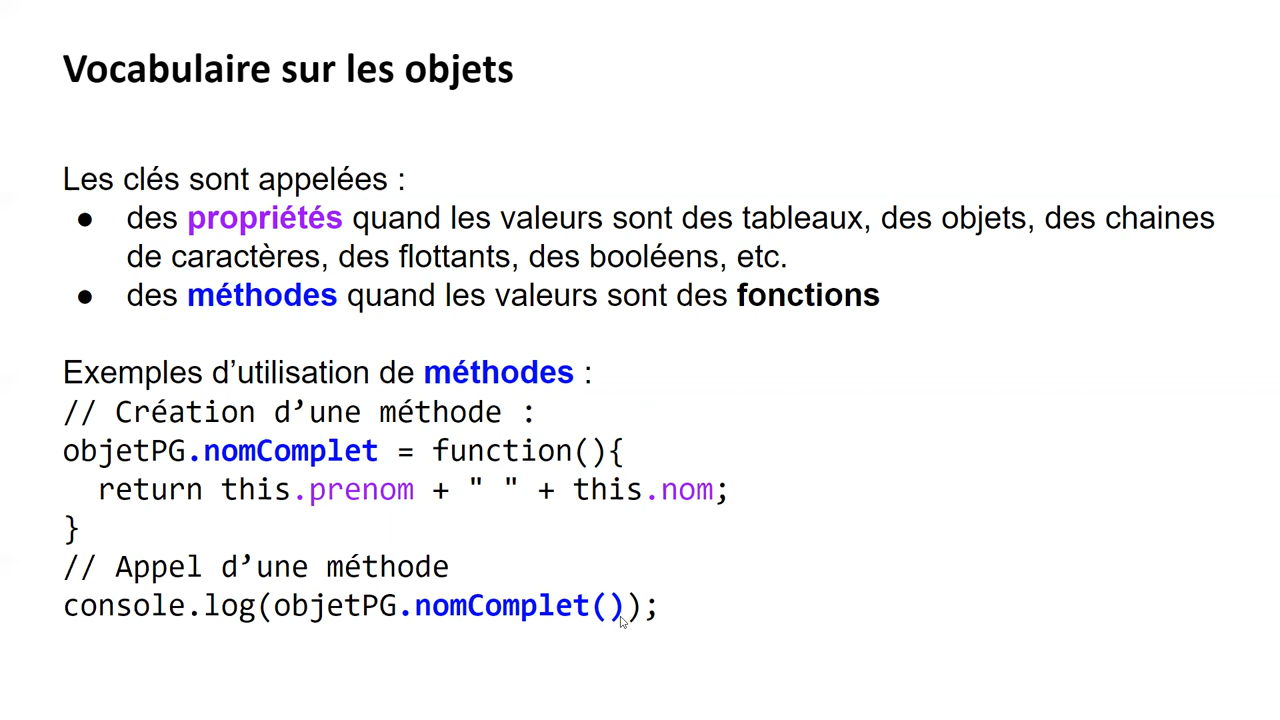 Vocabulaire sur les objets
Les clés sont appelées :
● des propriétés quand les valeurs sont des tableaux, des objets, des chaines
de caractères, des flottants, des booléens, etc.
● des méthodes quand les valeurs sont des fonctions
Exemples d’utilisation de méthodes :
// Création d’une méthode :
objetPG.nomComplet = function(){
  return this.prenom + " " + this.nom;
}
// Appel d’une méthode
console.log(objetPG.nomComplet());